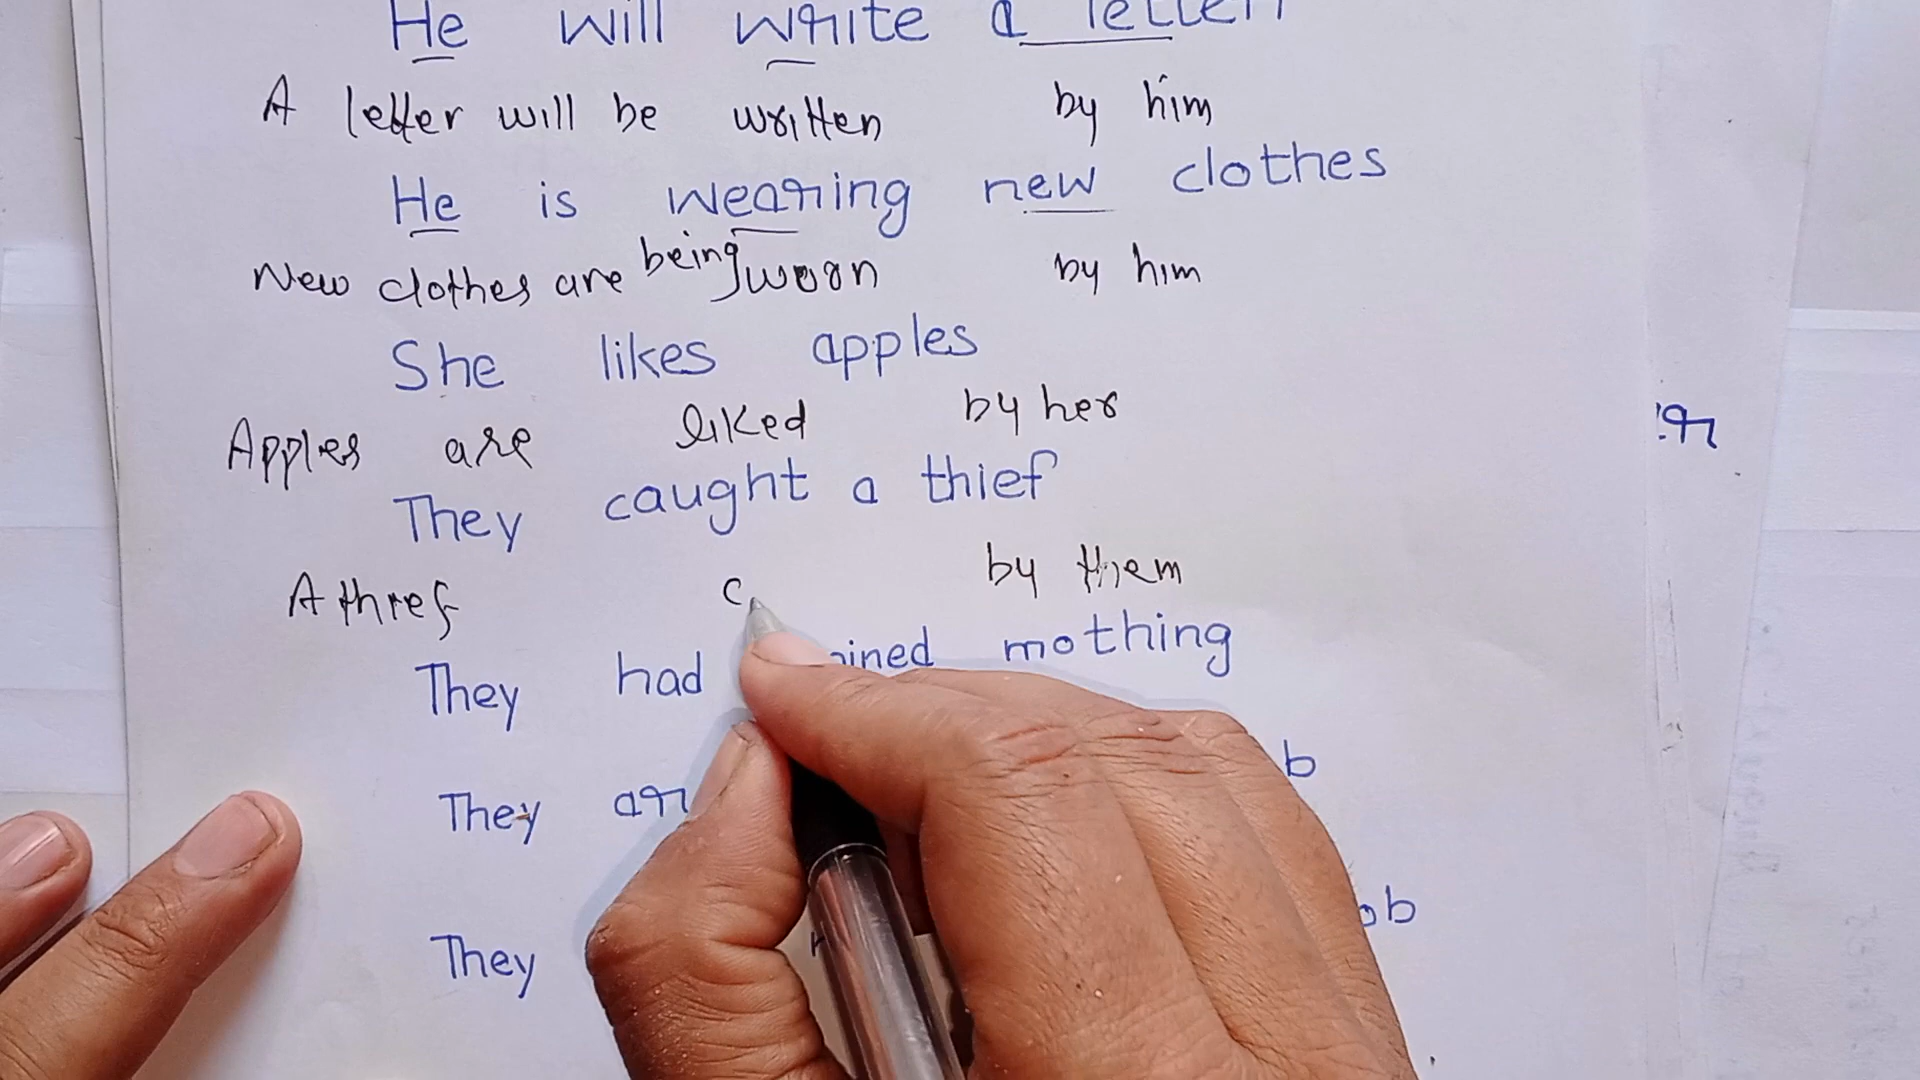 He will write a letter
A letter will be written by him
He is wearing new clothes
New clothes are being worn by him
She likes apples
Apples are liked by her
They caught a thief
A thief c by them
They had mothing
They
They